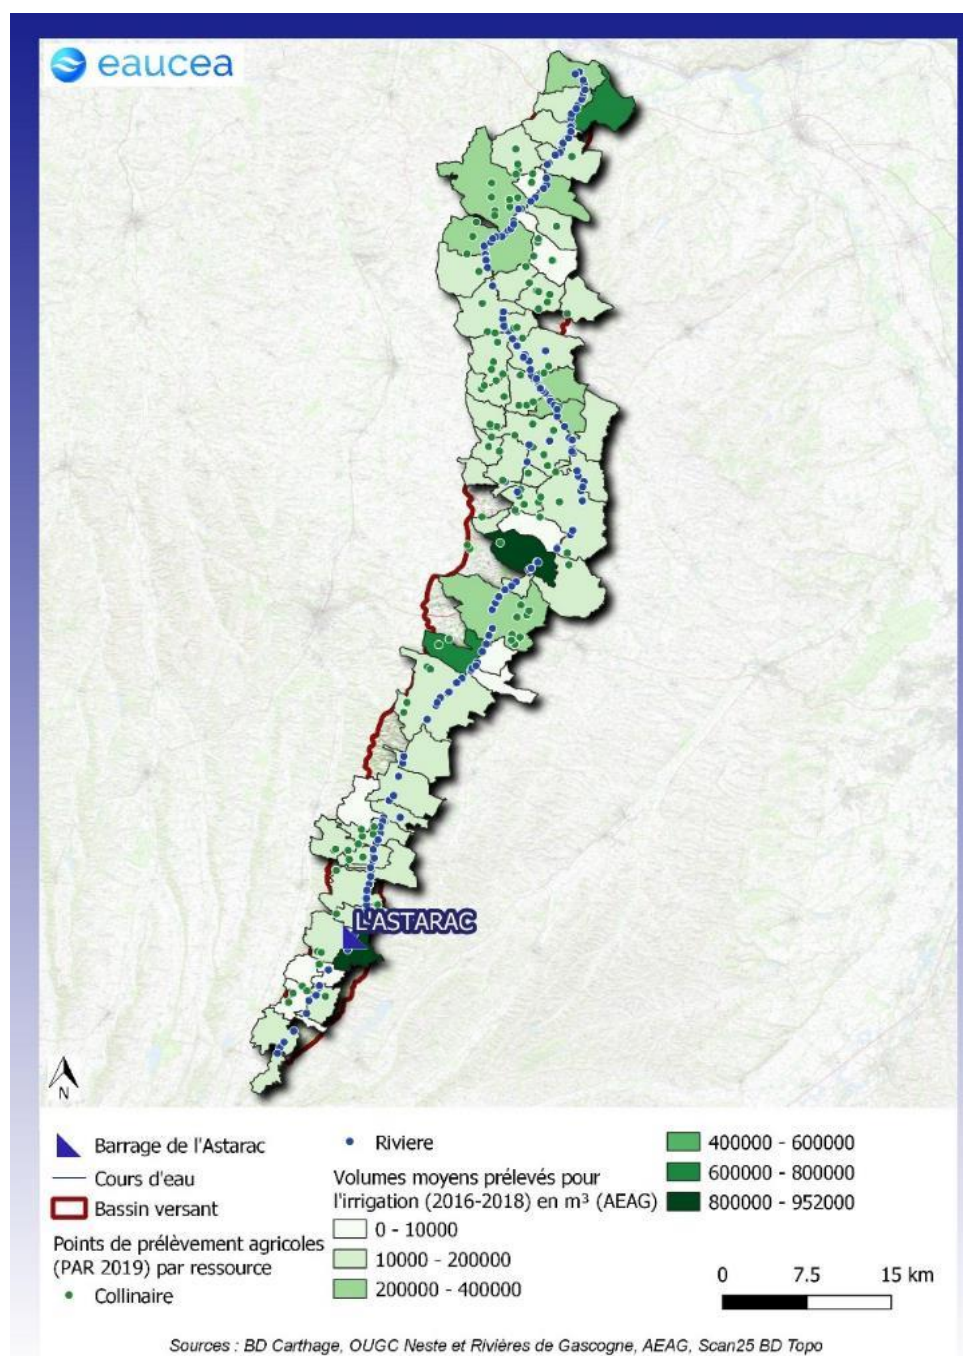 eaucea
L'ASTARAC
N
Barrage de l'Astarac
Cours d'eau
Bassin versant
Points de prélèvement agricoles
(PAR 2019) par ressource
Collinaire
Riviere
Volumes moyens prélevés pour
l'irrigation (2016-2018) en m³ (AEAG)
0 - 10000
10000 - 200000
200000 - 400000
400000 - 600000
600000 - 800000
800000 - 952000
0 7.5 15 km
Sources : BD Carthage, OUGC Neste et Rivières de Gascogne, AEAG, Scan25 BD Topo